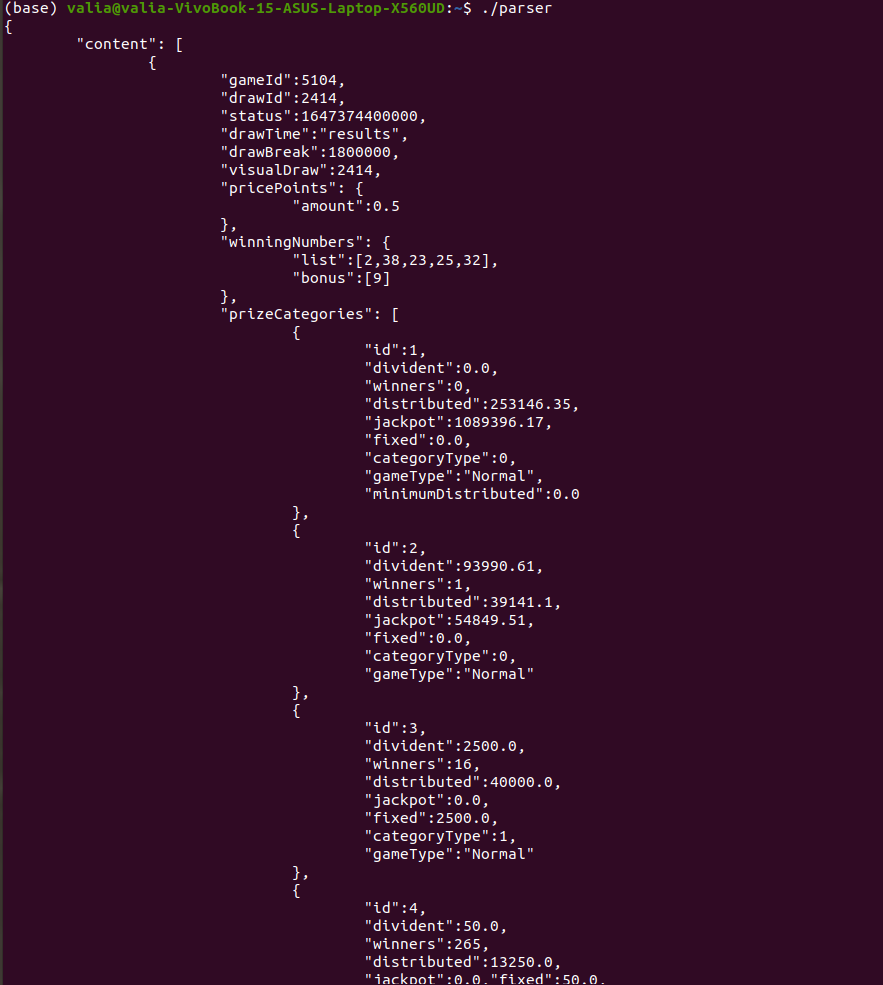 (base) valia@valia-VivoBook-15-ASUS-Laptop-X560UD:~$ ./parser
{
"content": [
{
"gameId":5104,
"drawId":2414,
"status":1647374400000,
"drawTime":"results",
"drawBreak":1800000,
"visualDraw":2414,
"pricePoints": {
"amount":0.5
},
"winningNumbers": {
"list":[2,38,23,25,32],
"bonus":[9]
},
"prizeCategories": [
{
"id":1,
"divident":0.0,
"winners":0,
"distributed":253146.35,
"jackpot":1089396.17,
"fixed":0.0,
"categoryType":0,
"gameType":"Normal",
"minimumDistributed":0.0
},
{
"id":2,
"divident":93990.61,
"winners":1,
"distributed":39141.1,
"jackpot":54849.51,
"fixed":0.0,
"categoryType":0,
"gameType":"Normal"
},
{
"id":3,
"divident":2500.0,
"winners":16,
"distributed":40000.0,
"jackpot":0.0,
"fixed":2500.0,
"categoryType":1,
"gameType":"Normal"
},
{
"id":4,
"divident":50.0,
"winners":265,
"distributed":13250.0,
"jackpot":0.0,"fixed":50.0,